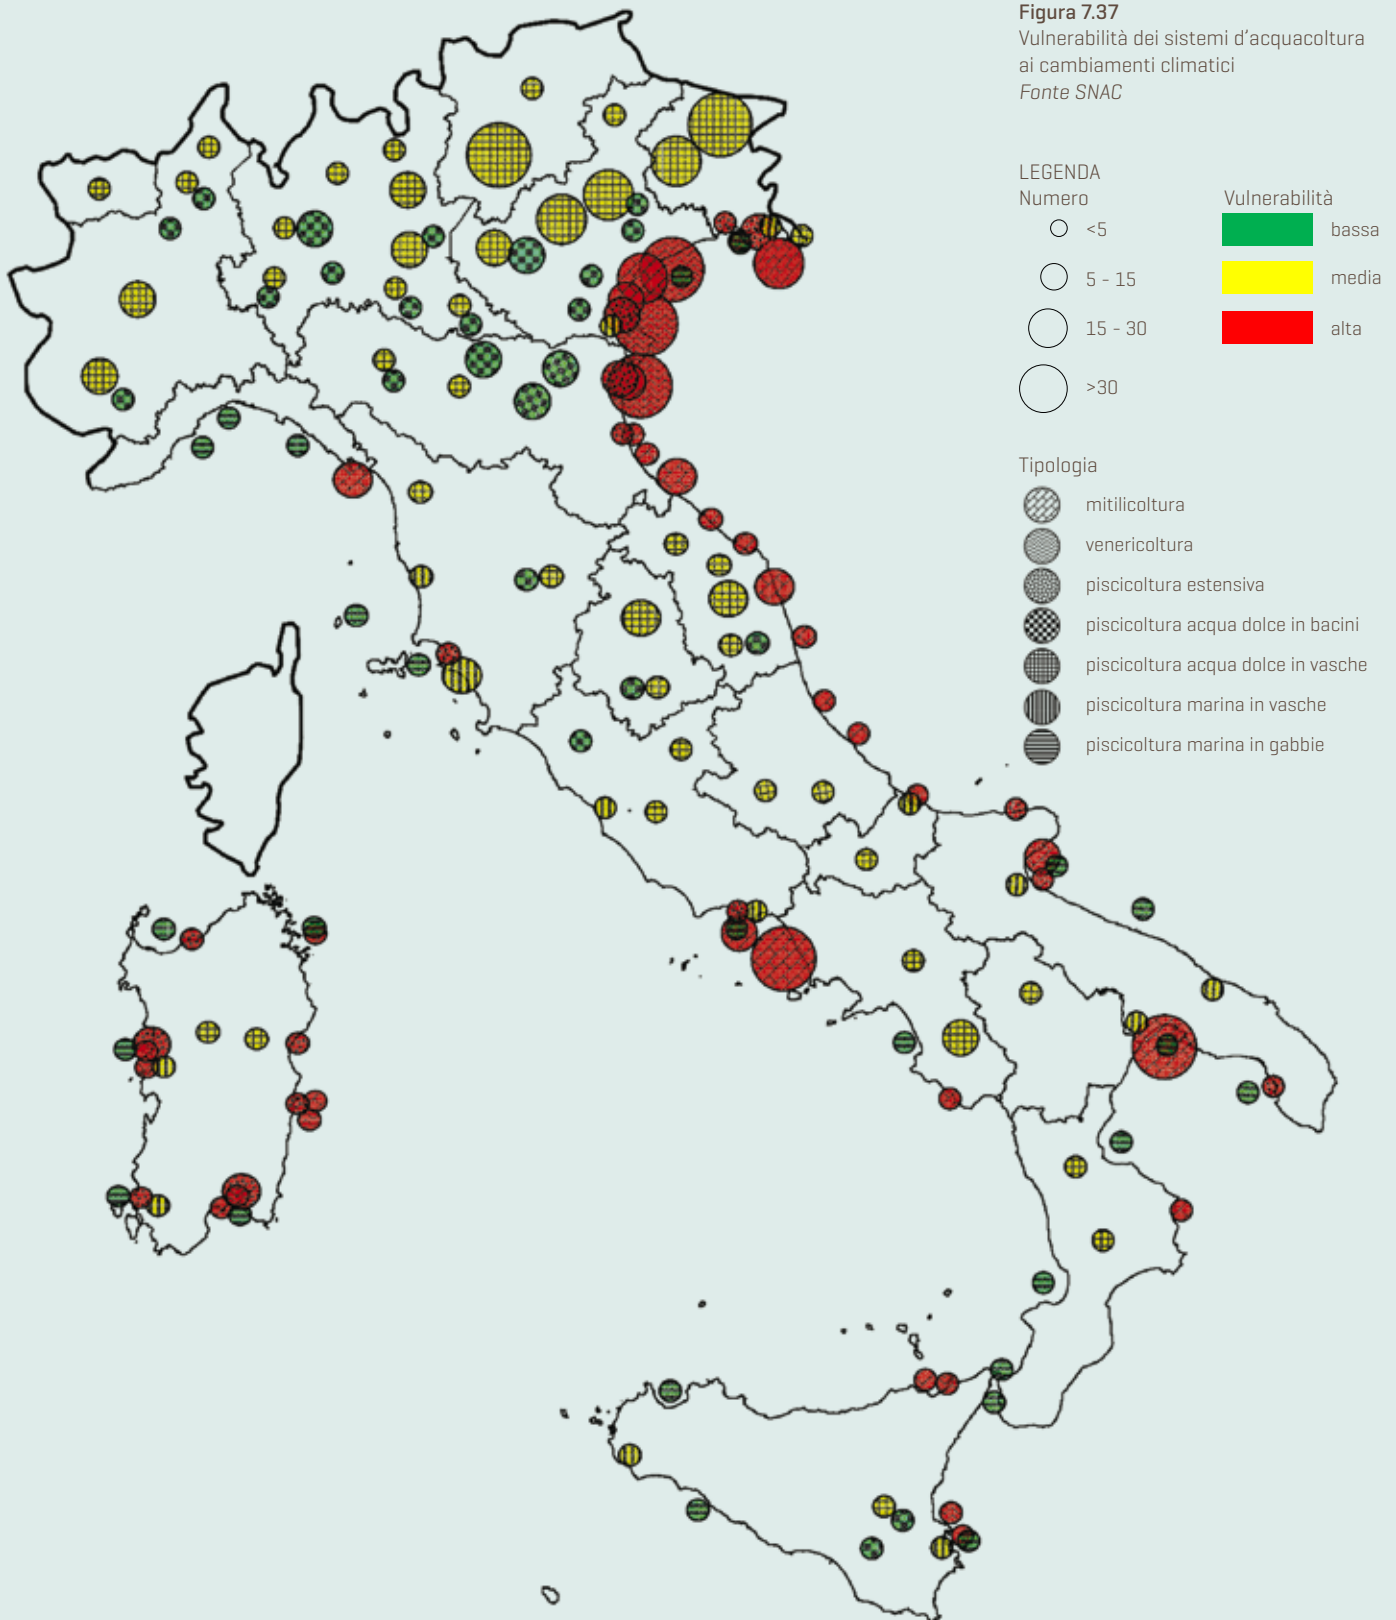 Figura 7.37
Vulnerabilità dei sistemi d'acquacoltura
ai cambiamenti climatici
Fonte SNAC
LEGENDA
Numero
<5
5 - 15
15 - 30
>30
Vulnerabilità
bassa
media
alta
Tipologia
mitilicoltura
venericoltura
piscicoltura estensiva
piscicoltura acqua dolce in bacini
piscicoltura acqua dolce in vasche
piscicoltura marina in vasche
piscicoltura marina in gabbie